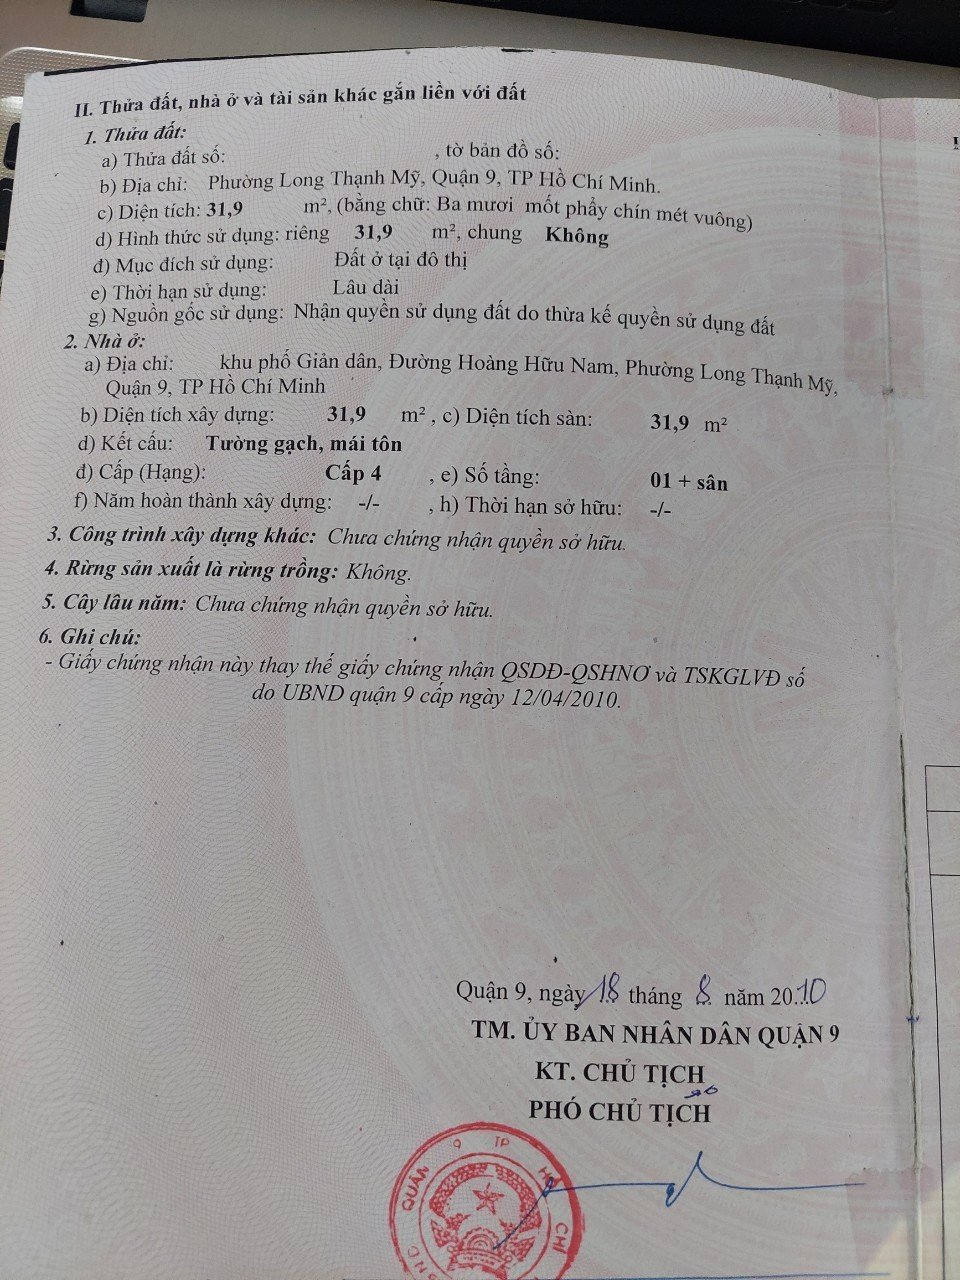 II. Thửa đất, nhà ở và tài sản khác gắn liền với đất
1. Thửa đất:
a) Thửa đất số: , tờ bản đồ số:
b) Địa chỉ: Phường Long Thạnh Mỹ, Quận 9, TP Hồ Chí Minh.
c) Diện tích: 31,9 m², (bằng chữ: Ba mươi mốt phẩy chín mét vuông)
d) Hình thức sử dụng: riêng 31,9 m², chung Không
đ) Mục đích sử dụng: Đất ở tại đô thị
e) Thời hạn sử dụng: Lâu dài
g) Nguồn gốc sử dụng: Nhận quyền sử dụng đất do thừa kế quyền sử dụng đất
2. Nhà ở:
a) Địa chỉ: khu phố Giản dân, Đường Hoàng Hữu Nam, Phường Long Thạnh Mỹ,
Quận 9, TP Hồ Chí Minh
b) Diện tích xây dựng: 31,9 m² , c) Diện tích sàn: 31,9 m²
d) Kết cấu: Tường gạch, mái tôn
đ) Cấp (Hạng): Cấp 4 , e) Số tầng: 01 + sân
f) Năm hoàn thành xây dựng: -/- , h) Thời hạn sở hữu: -/-
3. Công trình xây dựng khác: Chưa chứng nhận quyền sở hữu.
4. Rừng sản xuất là rừng trồng: Không.
5. Cây lâu năm: Chưa chứng nhận quyền sở hữu.
6. Ghi chú:
- Giấy chứng nhận này thay thế giấy chứng nhận QSDĐ-QSHNƠ và TSKGLVĐ số
do UBND quận 9 cấp ngày 12/04/2010.
Quận 9, ngày 18 tháng 8 năm 2010
TM. ỦY BAN NHÂN DÂN QUẬN 9
KT. CHỦ TỊCH
PHÓ CHỦ TỊCH
QUẬN 9 TP HỒ CHÍ